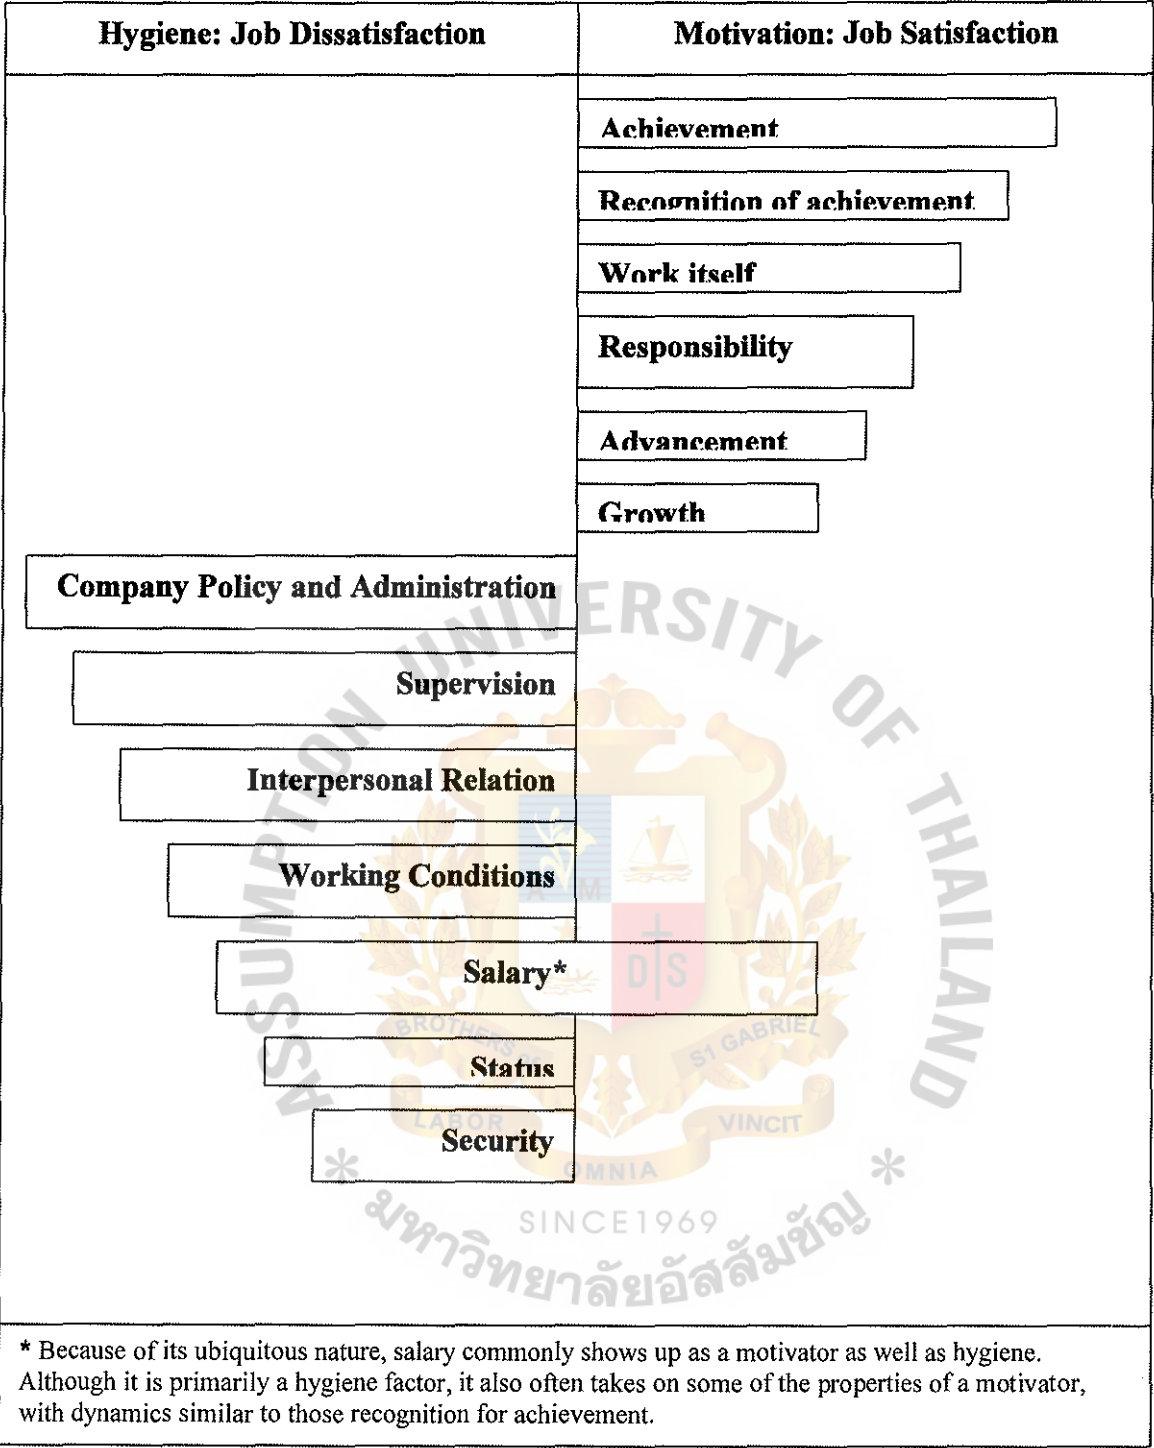 Hygiene: Job Dissatisfaction
Motivation: Job Satisfaction
Achievement
Recognition of achievement
Work itself
Responsibility
Advancement
Growth
Company Policy and Administration
Supervision
Interpersonal Relation
Working Conditions
Salary*
Status
Security
* Because of its ubiquitous nature, salary commonly shows up as a motivator as well as hygiene.
Although it is primarily a hygiene factor, it also often takes on some of the properties of a motivator,
with dynamics similar to those recognition for achievement.
ASSUMPTION UNIVERSITY OF THAILAND
A M
D S
BROTHERS OF
ST GABRIEL
LABOR
VINCIT
OMNIA
SINCE1969
มหาวิทยาลัยอัสสัมชัญ